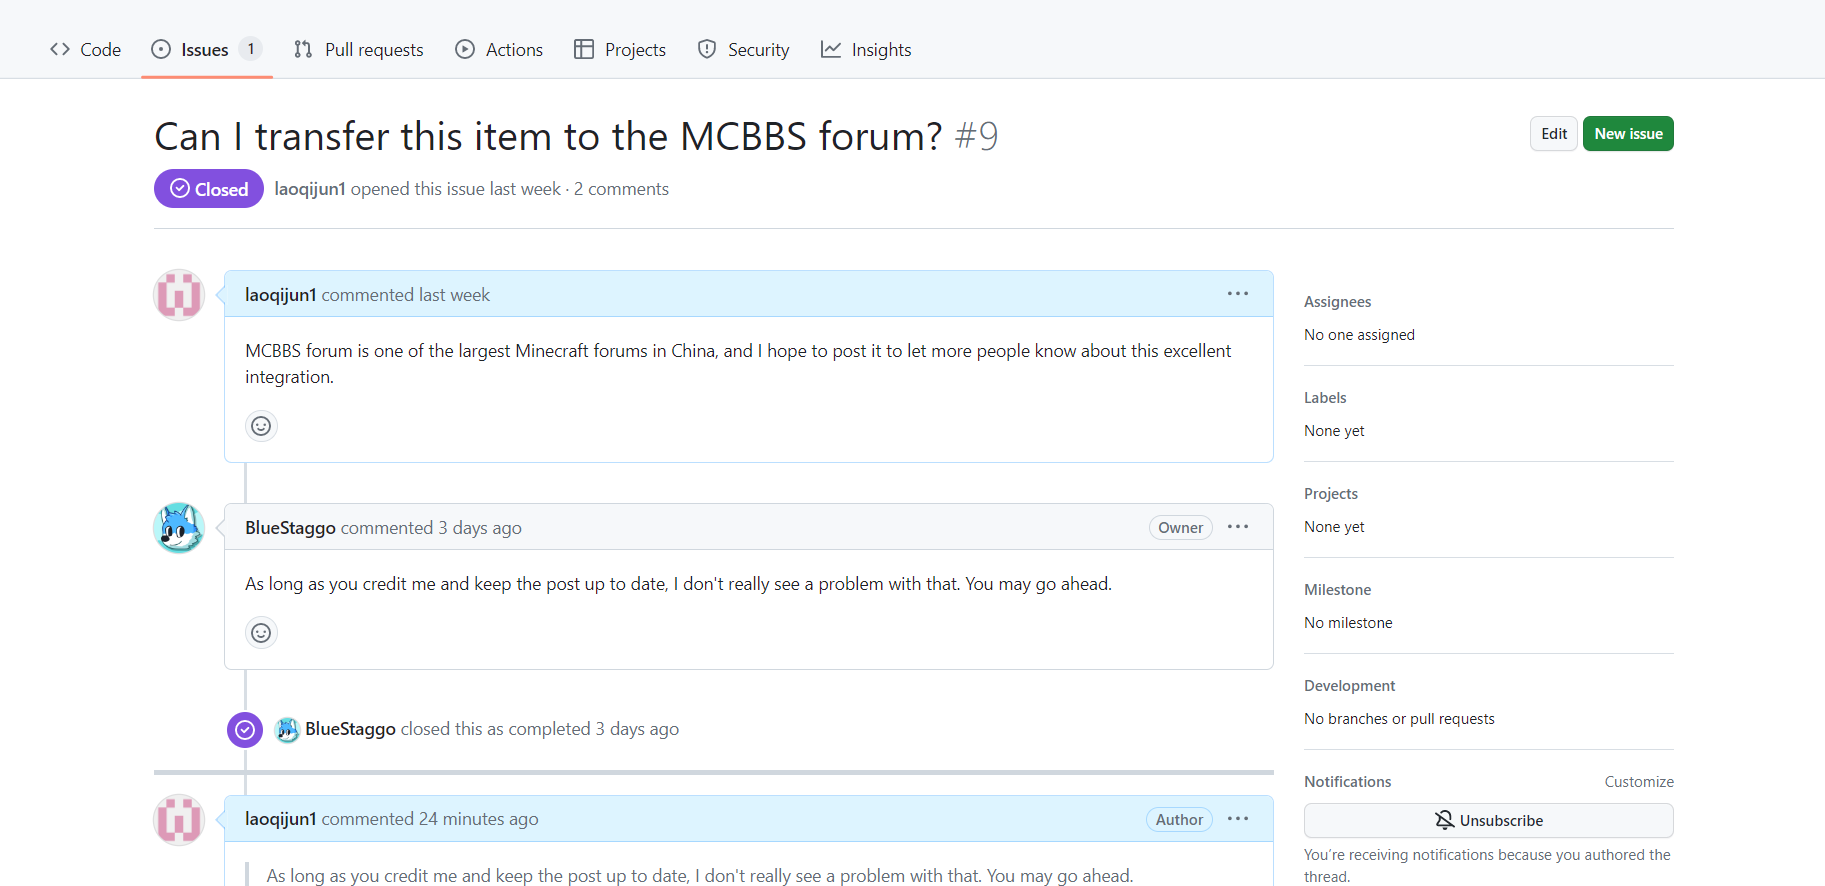 Code Issues 1 Pull requests Actions Projects Security Insights
Can I transfer this item to the MCBBS forum? #9
Edit New issue
Closed laoqijun1 opened this issue last week · 2 comments
laoqijun1 commented last week
MCBBS forum is one of the largest Minecraft forums in China, and I hope to post it to let more people know about this excellent
integration.
BlueStaggo commented 3 days ago Owner
As long as you credit me and keep the post up to date, I don't really see a problem with that. You may go ahead.
BlueStaggo closed this as completed 3 days ago
laoqijun1 commented 24 minutes ago Author
As long as you credit me and keep the post up to date, I don't really see a problem with that. You may go ahead.
Assignees
No one assigned
Labels
None yet
Projects
None yet
Milestone
No milestone
Development
No branches or pull requests
Notifications Customize
Unsubscribe
You're receiving notifications because you authored the
thread.